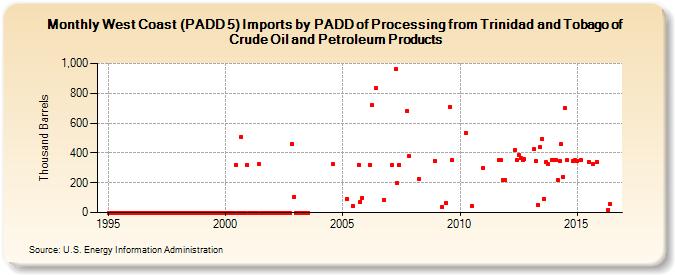 Monthly West Coast (PADD 5) Imports by PADD of Processing from Trinidad and Tobago of
Crude Oil and Petroleum Products
Thousand Barrels
1,000
800
600
400
200
0
1995
2000
2005
2010
2015
Source: U.S. Energy Information Administration